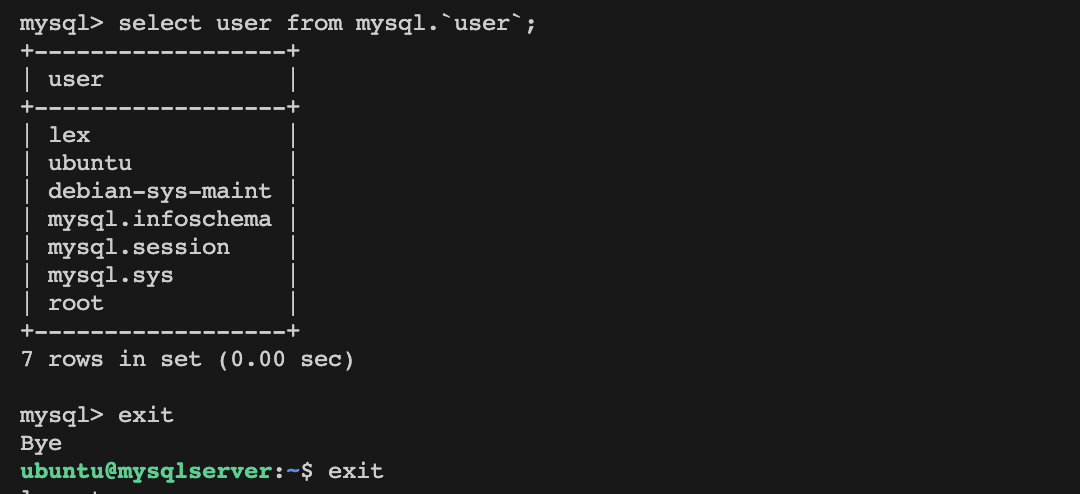 mysql> select user from mysql.`user`;
+------------------+
| user             |
+------------------+
| lex              |
| ubuntu           |
| debian-sys-maint |
| mysql.infoschema |
| mysql.session    |
| mysql.sys        |
| root             |
+------------------+
7 rows in set (0.00 sec)

mysql> exit
Bye
ubuntu@mysqlserver:~$ exit